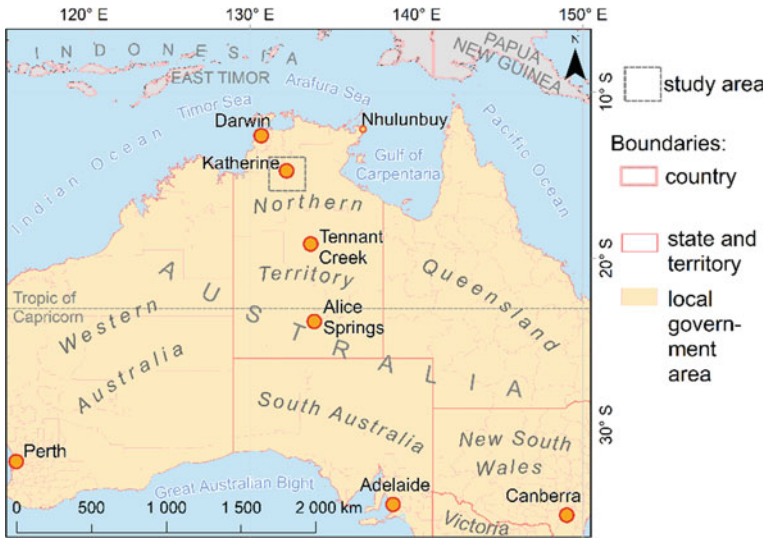 120° E 130° E 140° E 150° E
INDONESIA
PAPUA
NEW GUINEA
N
EAST TIMOR
Arafura Sea
Timor Sea
10° S
study area
Darwin
Nhulunbuy
Indian Ocean
Pacific Ocean
Katherine
Gulf of
Carpentaria
Boundaries:
country
Northern
Territory
Tennant
Creek
20° S
state and
territory
Queensland
AUSTRALIA
Tropic of
Capricorn
Alice
Springs
local
govern-
ment
area
Western
Australia
South Australia
30° S
New South
Wales
Perth
Great Australian Bight
Adelaide
Canberra
Victoria
0 500 1 000 1 500 2 000 km